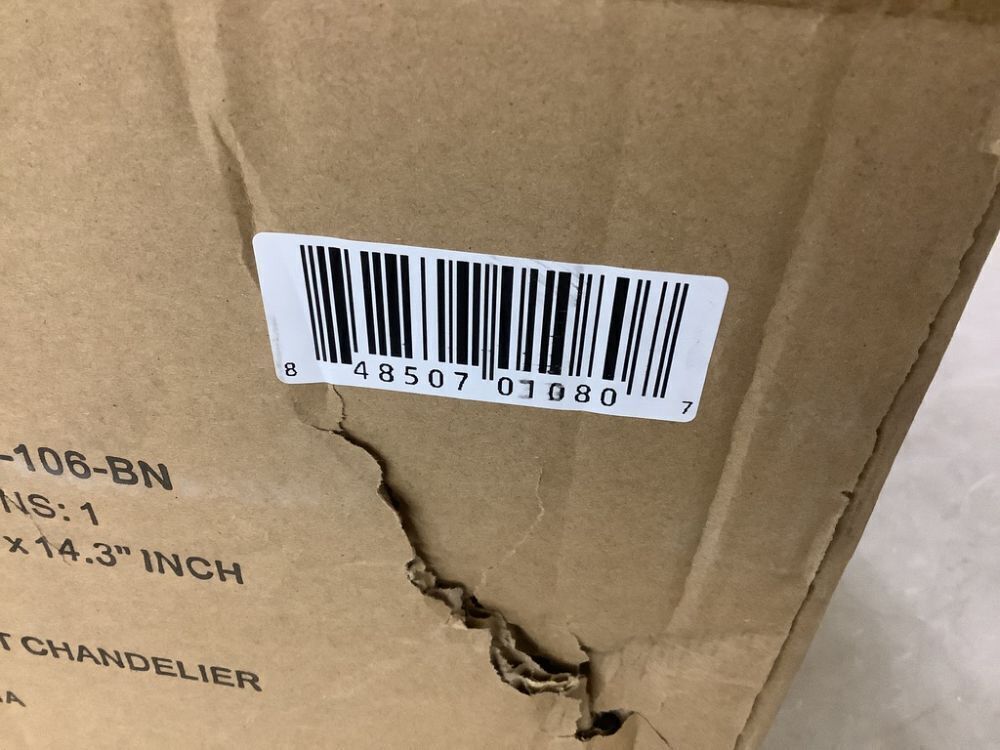 8 48507 01080 7
-106-BN
NS: 1
x 14.3" INCH
T CHANDELIER
A